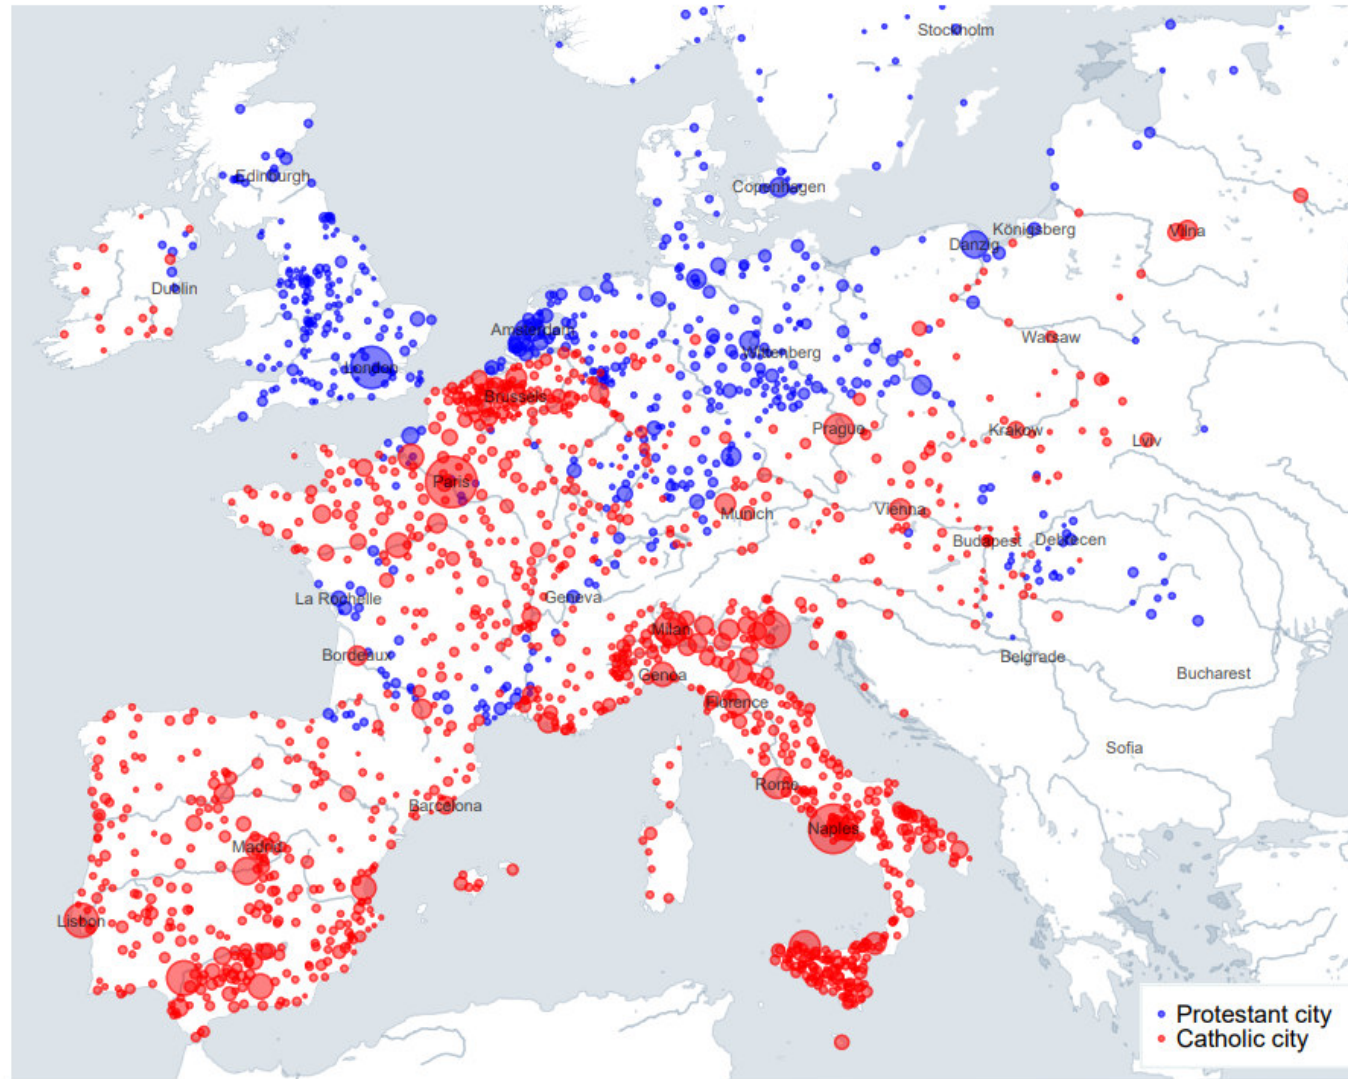 Stockholm
Edinburgh
Copenhagen
Königsberg
Vilna
Danzig
Dublin
Amsterdam
Warsaw
Wittenberg
London
Brussels
Prague
Krakow
Lviv
Paris
Munich
Vienna
Budapest
Debrecen
La Rochelle
Geneva
Milan
Bordeaux
Belgrade
Genoa
Bucharest
Florence
Sofia
Rome
Barcelona
Naples
Madrid
Lisbon
Protestant city
Catholic city